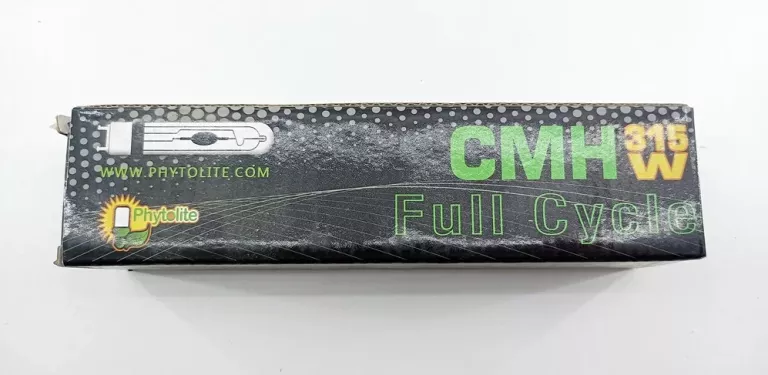 WWW.PHYTOLITE.COM
Phytolite
CMH 315 W
Full Cycle